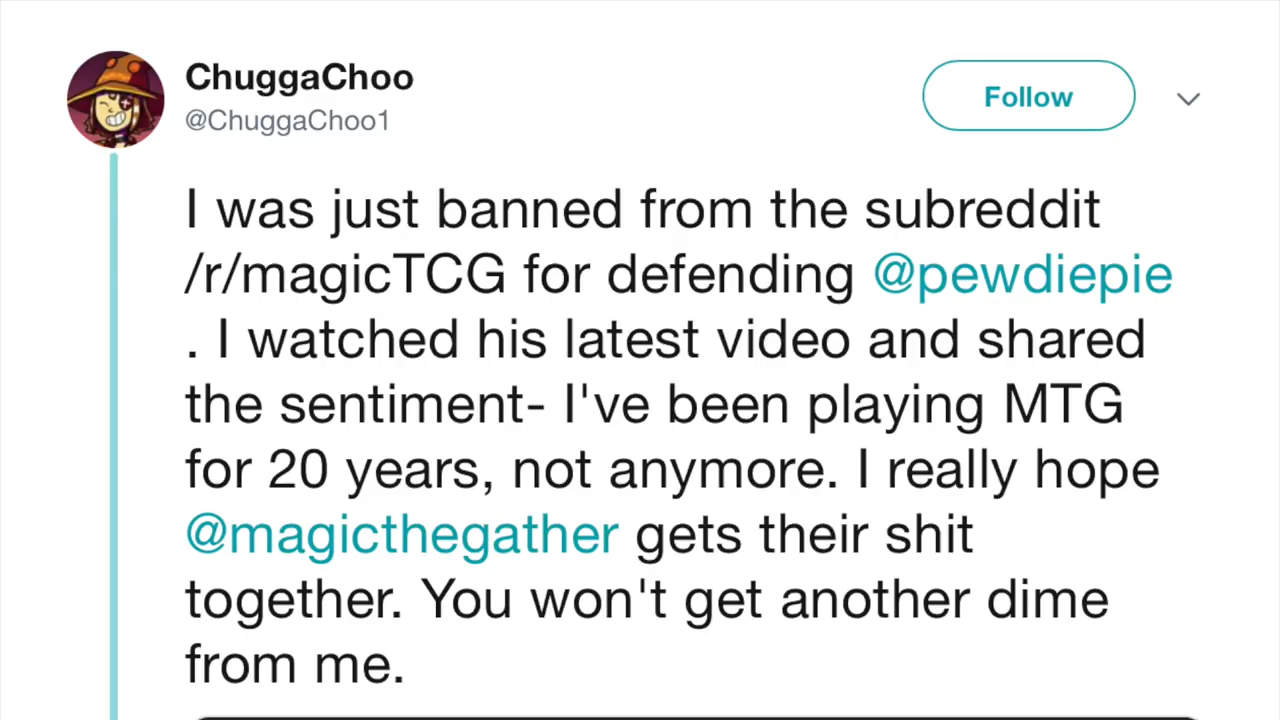 ChuggaChoo
@ChuggaChoo1
Follow
I was just banned from the subreddit
/r/magicTCG for defending @pewdiepie
. I watched his latest video and shared
the sentiment- I've been playing MTG
for 20 years, not anymore. I really hope
@magicthegather gets their shit
together. You won't get another dime
from me.